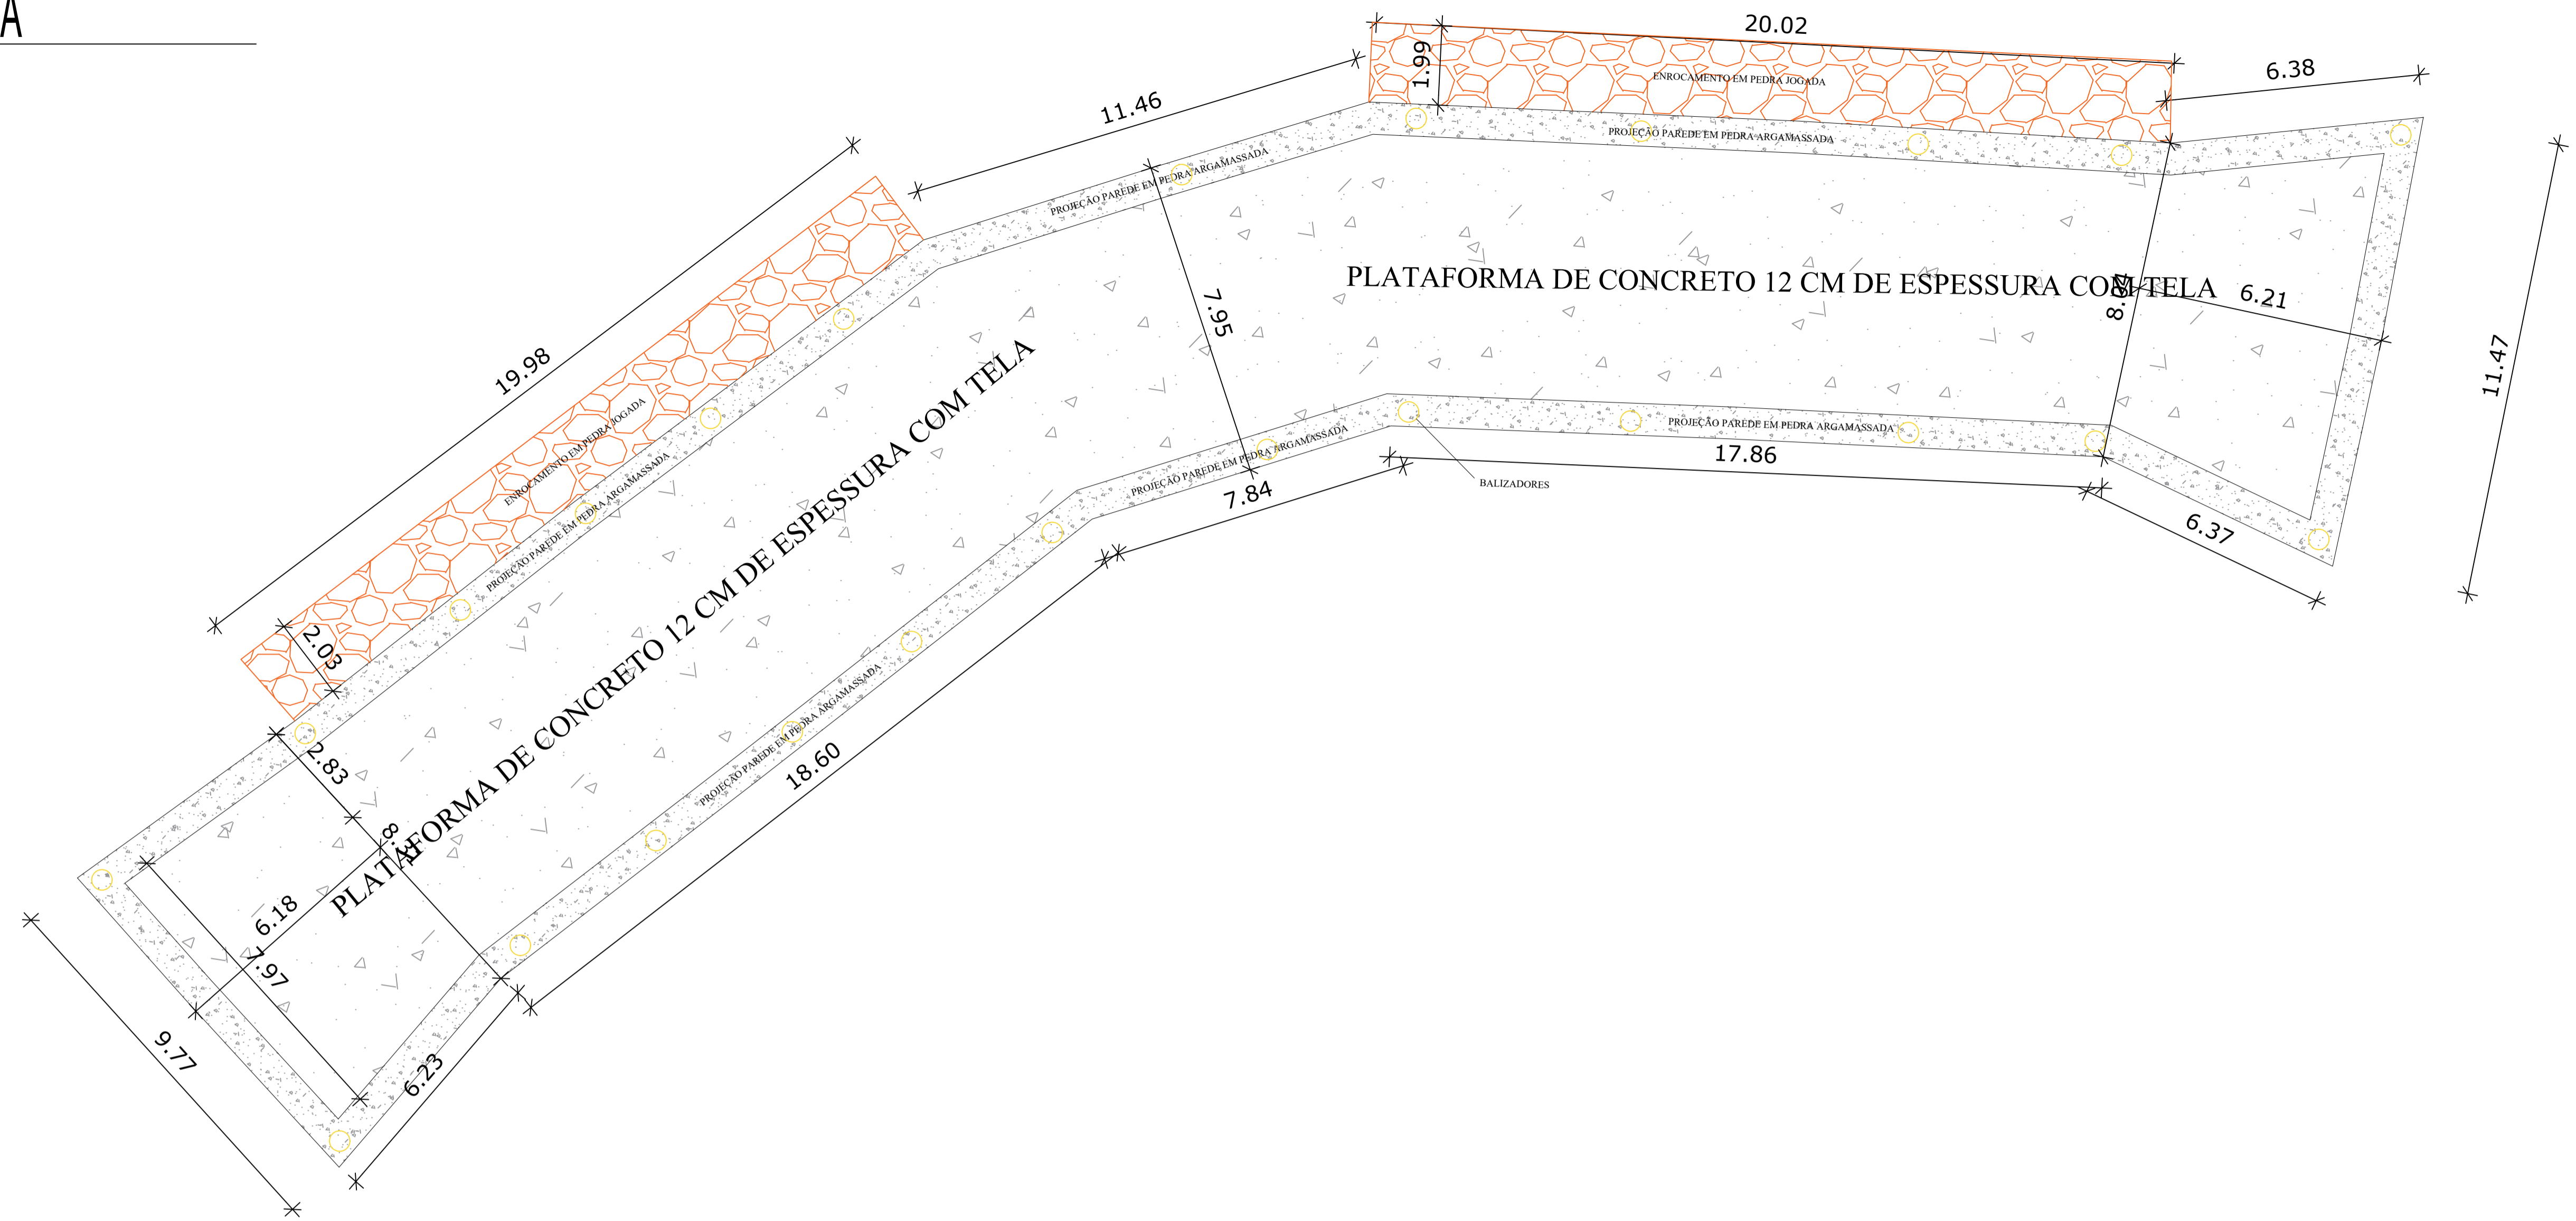 A
20.02
1.99
ENROCAMENTO EM PEDRA JOGADA
6.38
11.46
PROJEÇÃO PAREDE EM PEDRA ARGAMASSADA
PROJEÇÃO PAREDE EM PEDRA ARGAMASSADA
PLATAFORMA DE CONCRETO 12 CM DE ESPESSURA COM TELA
7.95
6.21
11.47
19.98
ENROCAMENTO EM PEDRA JOGADA
PROJEÇÃO PAREDE EM PEDRA ARGAMASSADA
PLATAFORMA DE CONCRETO 12 CM DE ESPESSURA COM TELA
PROJEÇÃO PAREDE EM PEDRA ARGAMASSADA
PROJEÇÃO PAREDE EM PEDRA ARGAMASSADA
17.86
7.84
BALIZADORES
6.37
2.03
PROJEÇÃO PAREDE EM PEDRA ARGAMASSADA
18.60
2.83
6.18
7.97
9.77
6.23